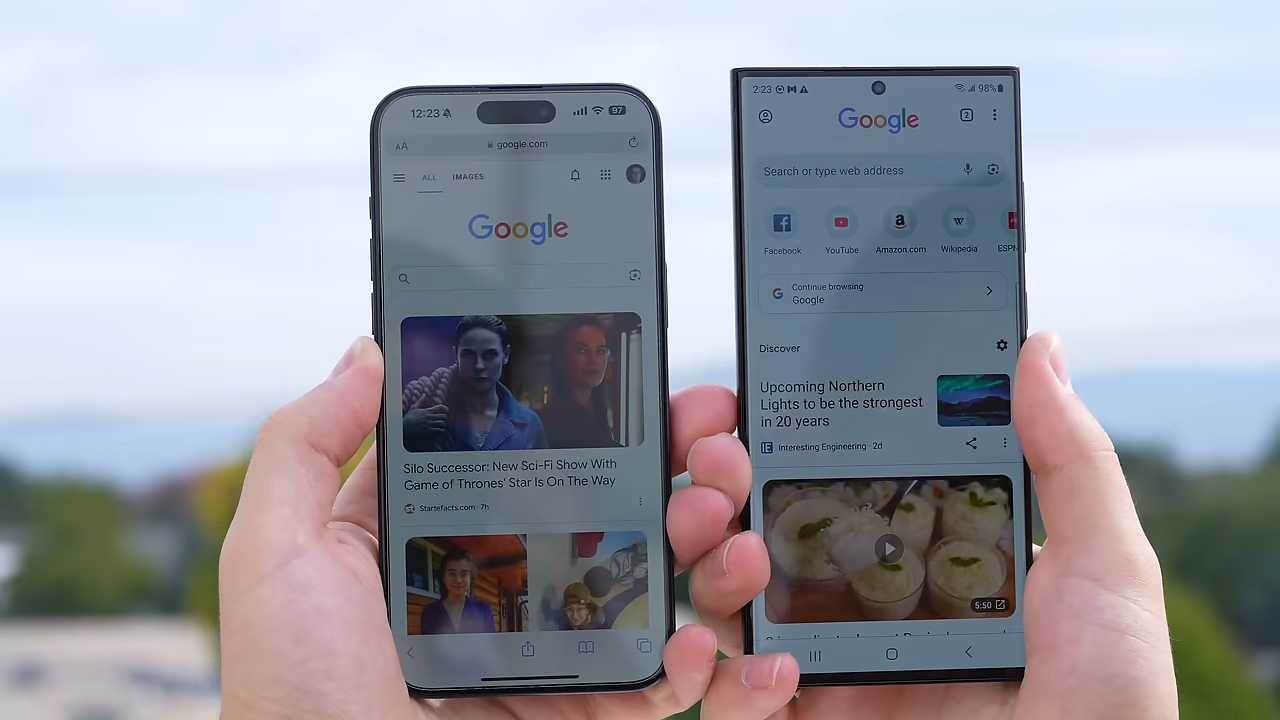 12:23
97
AA
google.com
ALL
IMAGES
Google
Silo Successor: New Sci-Fi Show With
Game of Thrones' Star Is On The Way
Startefacts.com · 7h
2:23
98%
Google
2
Search or type web address
Facebook
YouTube
Amazon.com
Wikipedia
ESPN
a
W
Continue browsing
Google
Discover
Upcoming Northern
Lights to be the strongest
in 20 years
IE
Interesting Engineering · 2d
5:50